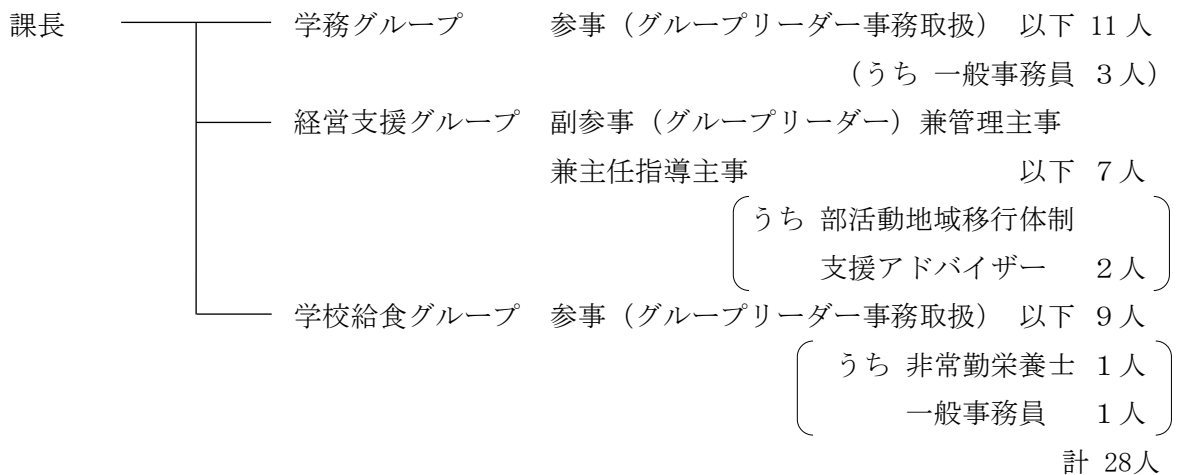 課長 学務グループ 参事（グループリーダー事務取扱） 以下 11人
（うち 一般事務員 ３人）
経営支援グループ 副参事（グループリーダー）兼管理主事
兼主任指導主事 以下 ７人
うち 部活動地域移行体制
支援アドバイザー ２人
学校給食グループ 参事（グループリーダー事務取扱） 以下 ９人
うち 非常勤栄養士 １人
一般事務員 １人
計 28人